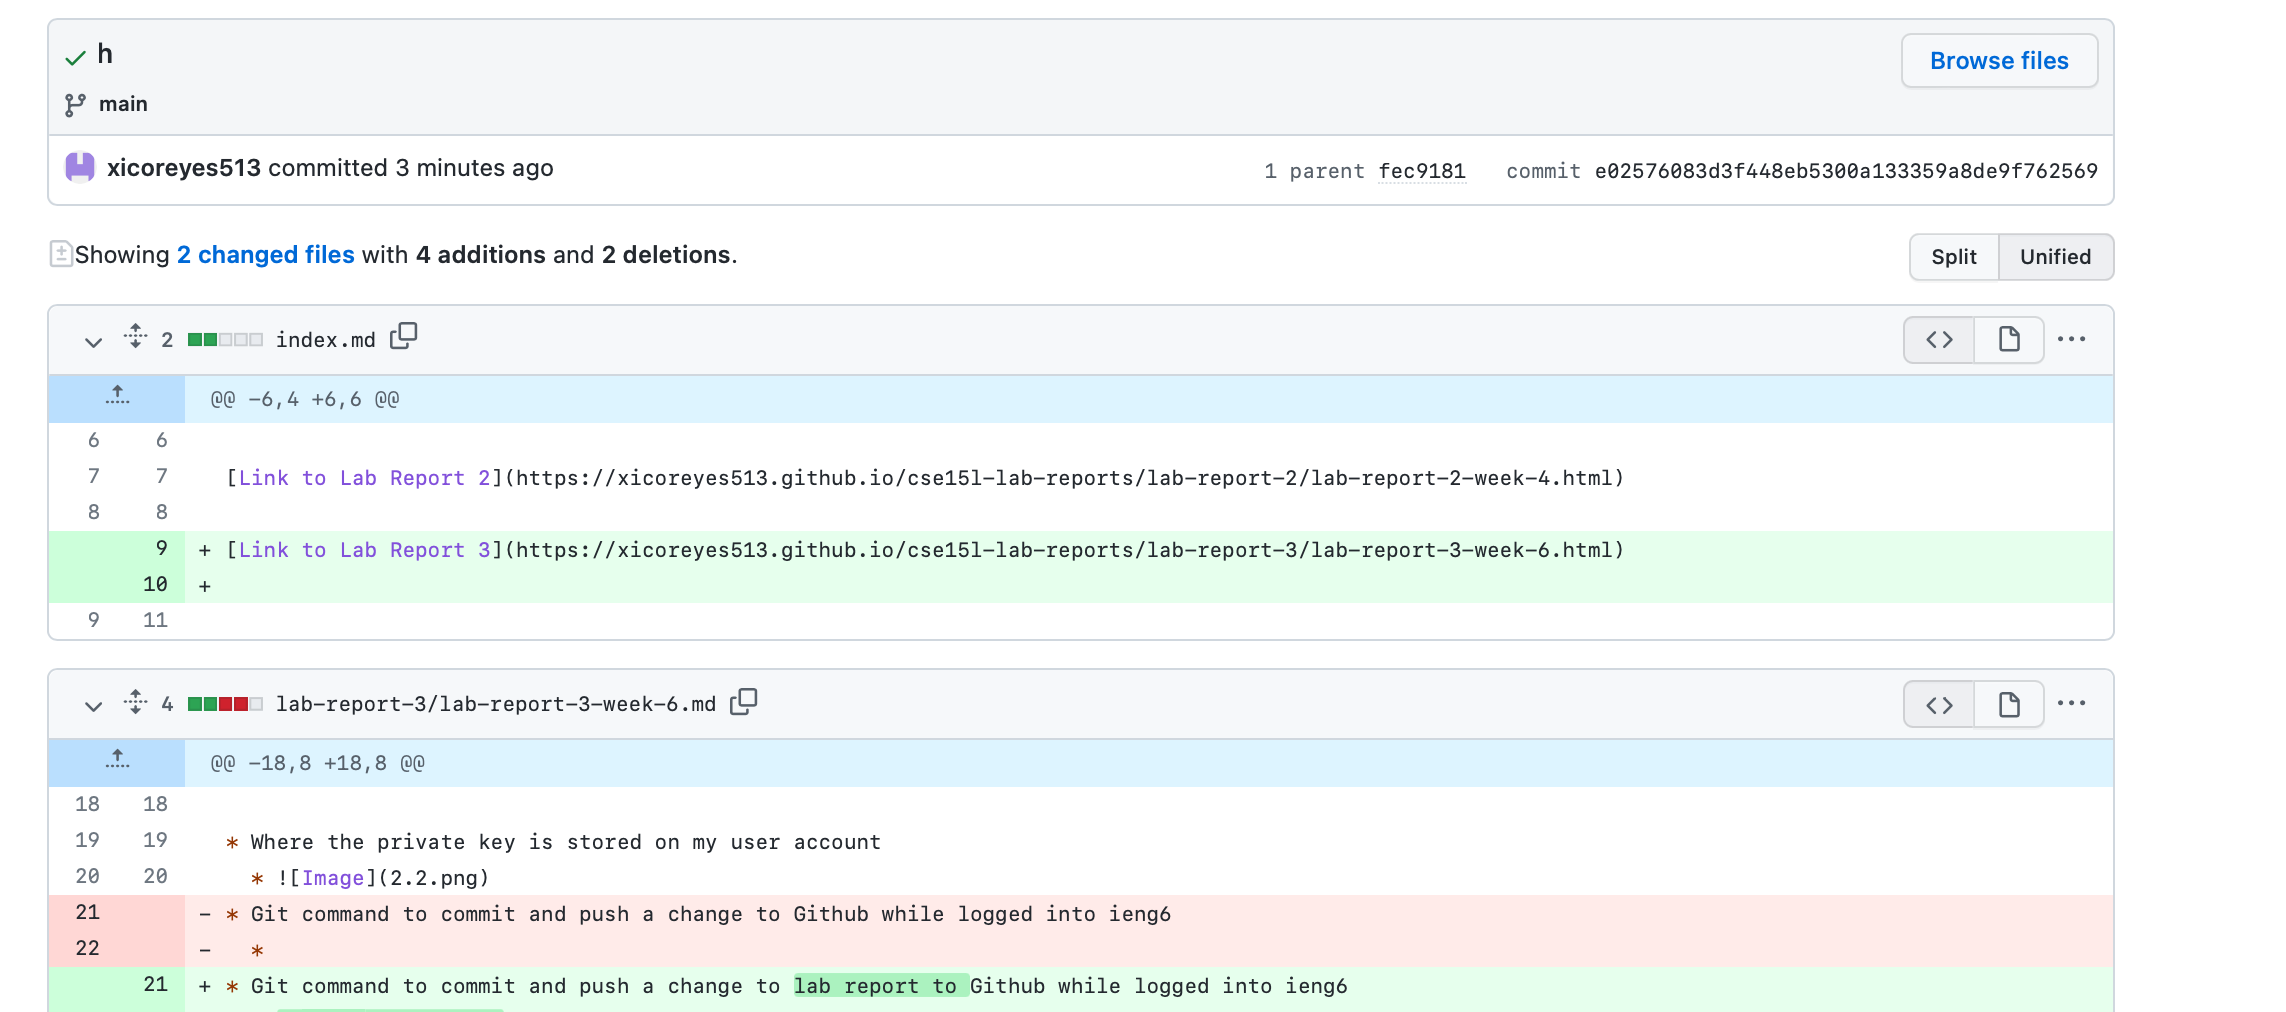 h
Browse files
main
xicoreyes513 committed 3 minutes ago
1 parent fec9181 commit e02576083d3f448eb5300a133359a8de9f762569
Showing 2 changed files with 4 additions and 2 deletions.
Split Unified
2 index.md
@@ -6,4 +6,6 @@
6 6
7 7 [Link to Lab Report 2](https://xicoreyes513.github.io/cse15l-lab-reports/lab-report-2/lab-report-2-week-4.html)
8 8
9 + [Link to Lab Report 3](https://xicoreyes513.github.io/cse15l-lab-reports/lab-report-3/lab-report-3-week-6.html)
10 +
9 11
4 lab-report-3/lab-report-3-week-6.md
@@ -18,8 +18,8 @@
18 18
19 19 * Where the private key is stored on my user account
20 20 * ![Image](2.2.png)
21 - * Git command to commit and push a change to Github while logged into ieng6
22 - *
21 + * Git command to commit and push a change to lab report to Github while logged into ieng6